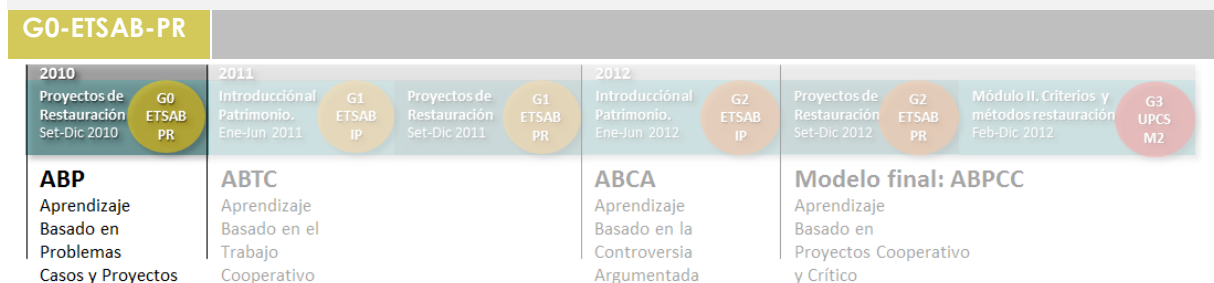 G0-ETSAB-PR
2010
Proyectos de
Restauración
Set-Dic 2010
G0
ETSAB
PR
2011
Introducciónal
Patrimonio.
Ene-Jun 2011
G1
ETSAB
IP
Proyectos de
Restauración
Set-Dic 2011
G1
ETSAB
PR
2012
Introducciónal
Patrimonio.
Ene-Jun 2012
G2
ETSAB
IP
Proyectos de
Restauración
Set-Dic 2012
G2
ETSAB
PR
Módulo II. Criterios y
métodos restauración
Feb-Dic 2012
G3
UPCS
M2
ABP
Aprendizaje
Basado en
Problemas
Casos y Proyectos
ABTC
Aprendizaje
Basado en el
Trabajo
Cooperativo
ABCA
Aprendizaje
Basado en la
Controversia
Argumentada
Modelo final: ABPCC
Aprendizaje
Basado en
Proyectos Cooperativo
y Crítico